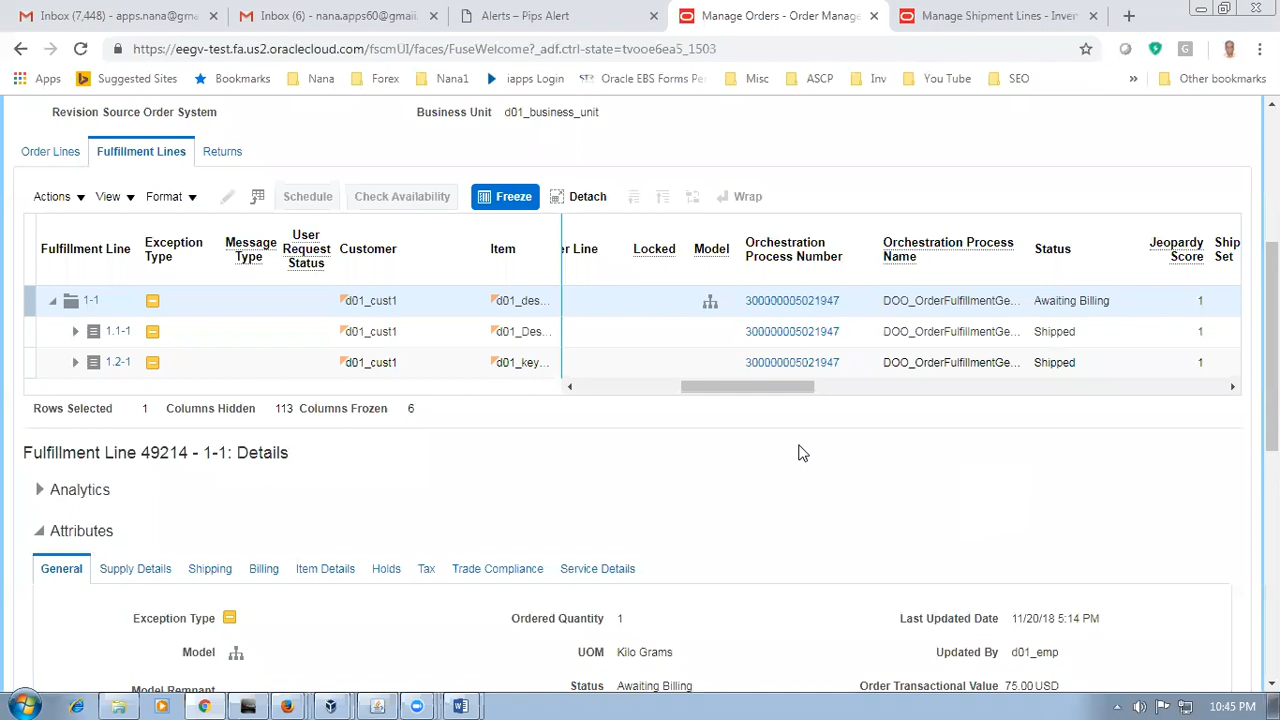 Inbox (7,448) - apps.nana@gma
Inbox (6) - nana.apps60@gmai
Alerts – Pips Alert
Manage Orders - Order Manage
Manage Shipment Lines - Inven
https://eegv-test.fa.us2.oraclecloud.com/fscmUI/faces/FuseWelcome?_adf.ctrl-state=tvooe6ea5_1503
Apps Suggested Sites Bookmarks Nana Forex Nana1 iapps Login Oracle EBS Forms Pe Misc ASCP Inv You Tube SEO » Other bookmarks
Revision Source Order System Business Unit d01_business_unit
Order Lines Fulfillment Lines Returns
Actions View Format Schedule Check Availability Freeze Detach Wrap
Fulfillment Line Exception Type Message Type User Request Status Customer Item er Line Locked Model Orchestration Process Number Orchestration Process Name Status Jeopardy Score Ship Set
1-1 d01_cust1 d01_des... 300000005021947 DOO_OrderFulfillmentGe... Awaiting Billing 1
1.1-1 d01_cust1 d01_Des... 300000005021947 DOO_OrderFulfillmentGe... Shipped 1
1.2-1 d01_cust1 d01_key... 300000005021947 DOO_OrderFulfillmentGe... Shipped 1
Rows Selected 1 Columns Hidden 113 Columns Frozen 6
Fulfillment Line 49214 - 1-1: Details
Analytics
Attributes
General Supply Details Shipping Billing Item Details Holds Tax Trade Compliance Service Details
Exception Type Ordered Quantity 1 Last Updated Date 11/20/18 5:14 PM
Model UOM Kilo Grams Updated By d01_emp
Model Remnant Status Awaiting Billing Order Transactional Value 75.00 USD
10:45 PM